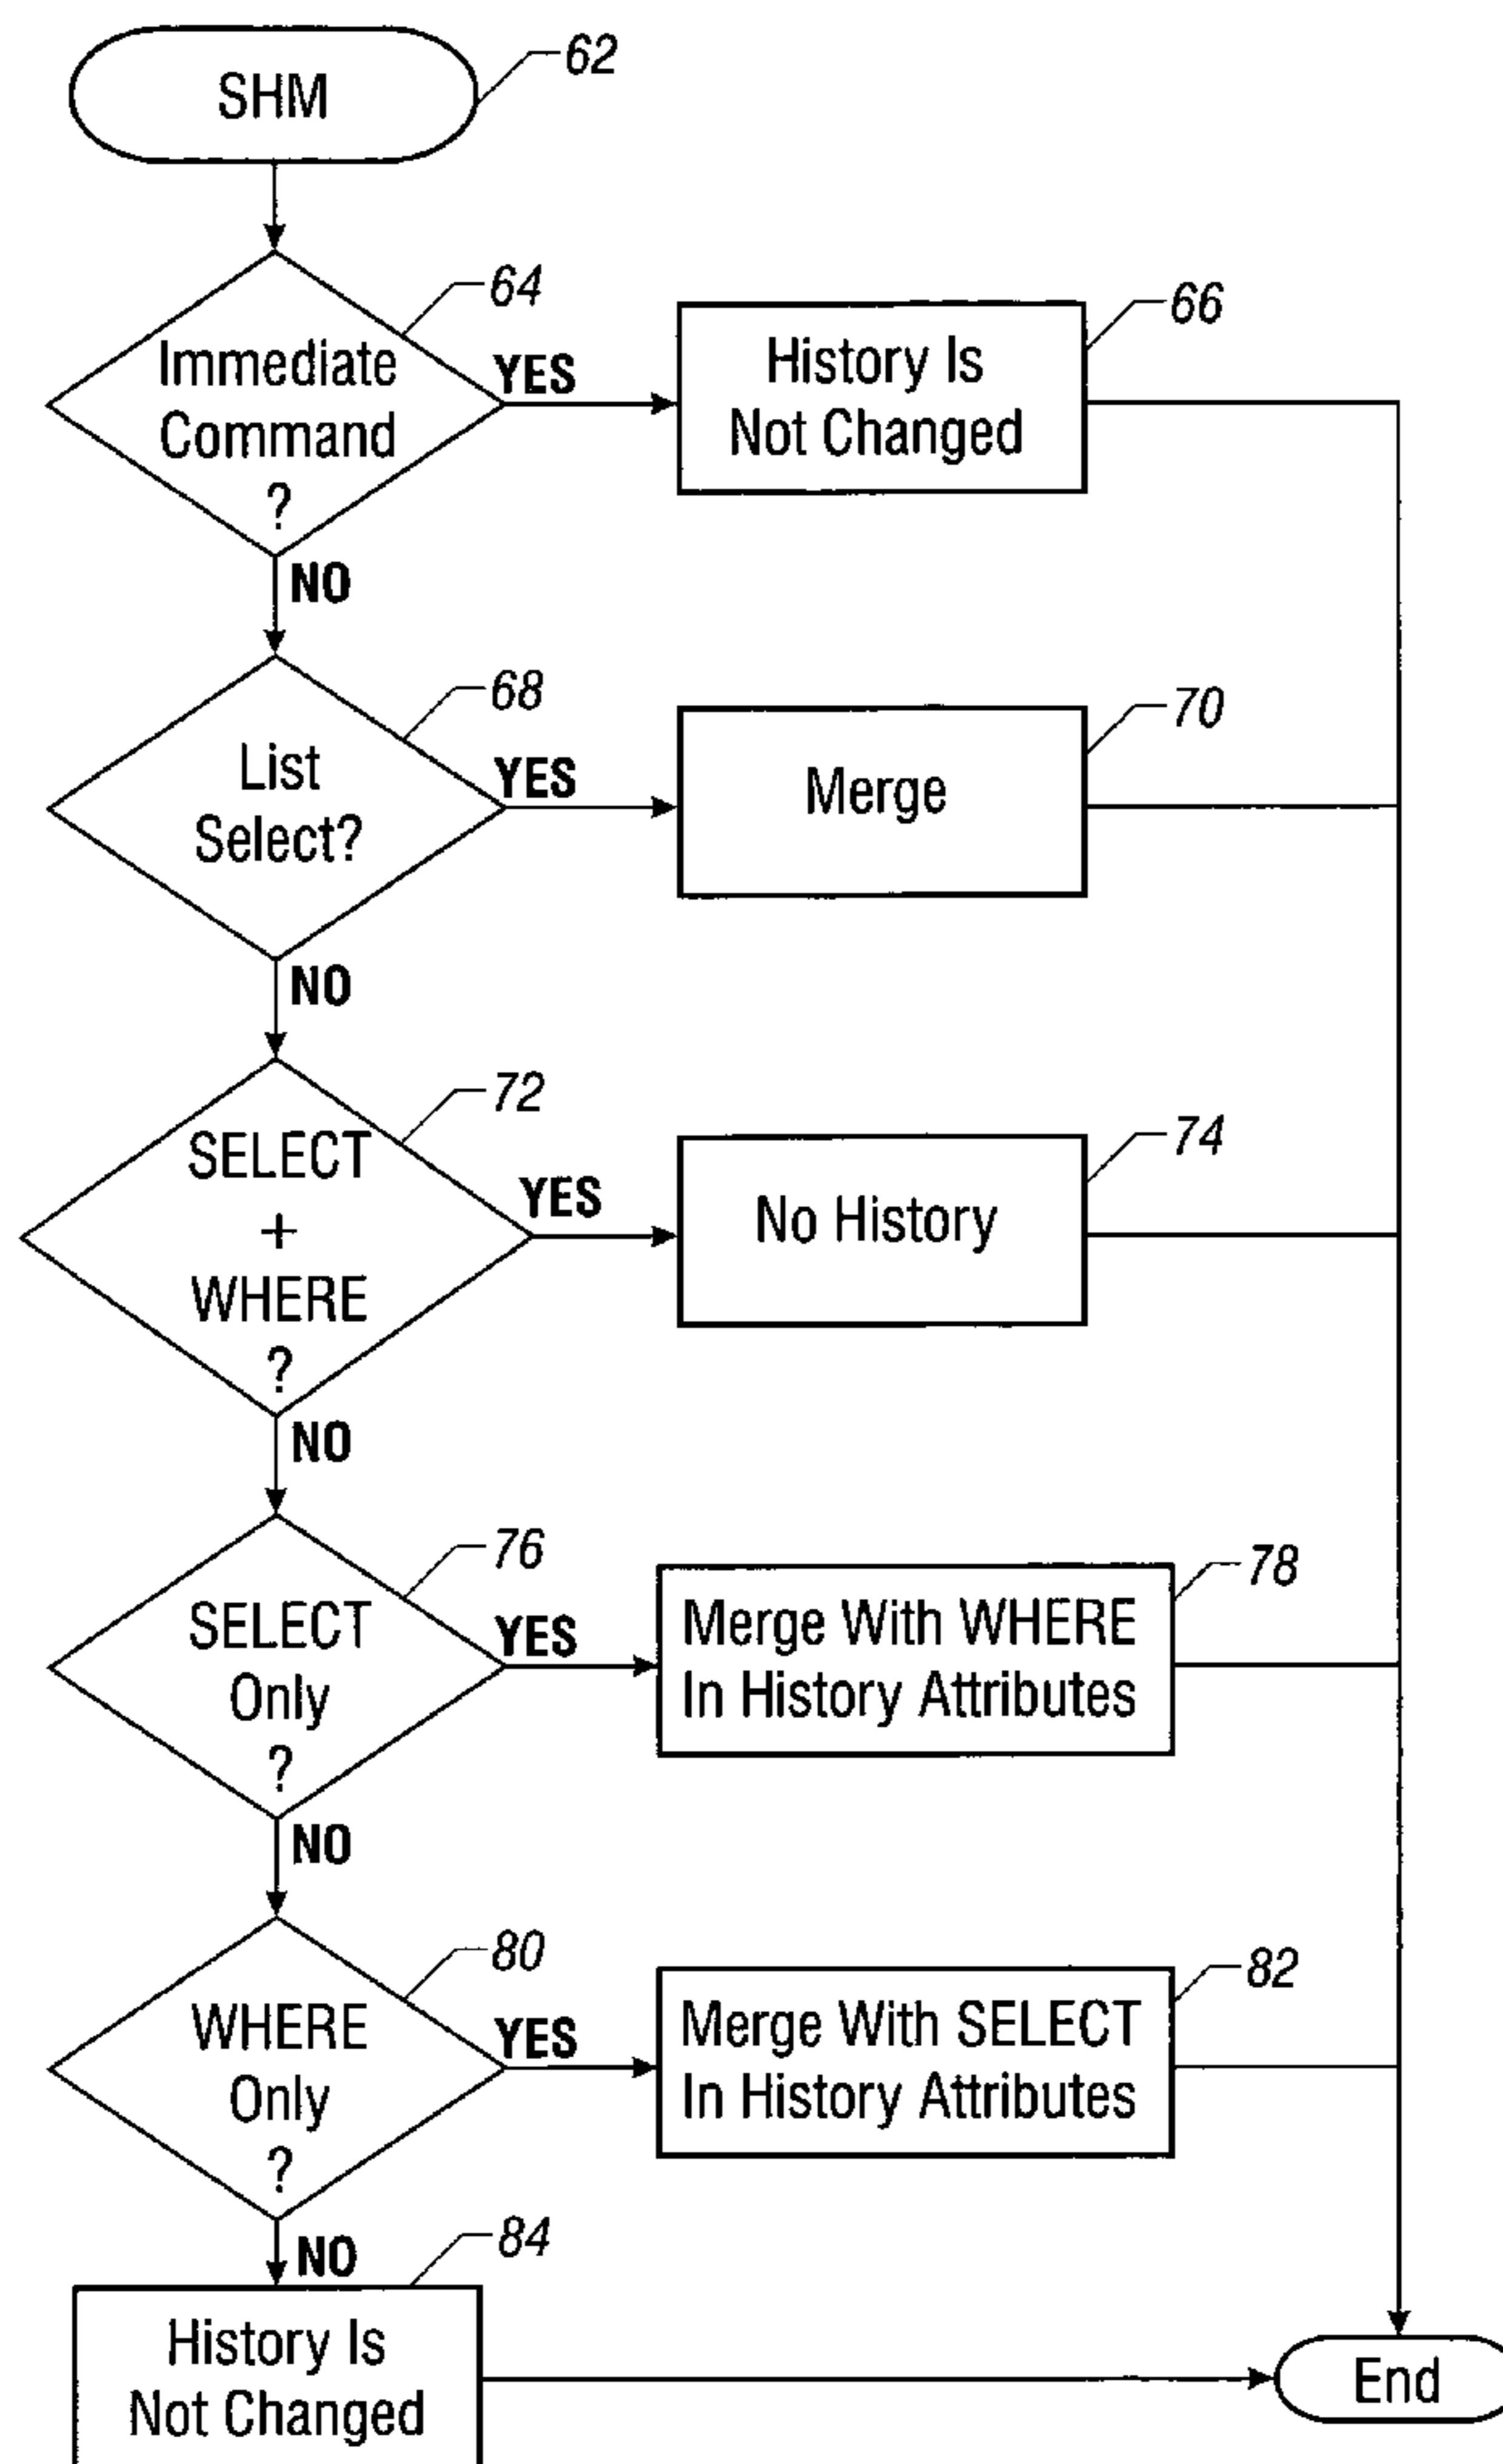 SHM
62
64
Immediate
Command
?
YES
History Is
Not Changed
66
NO
68
List
Select?
YES
Merge
70
NO
72
SELECT
+
WHERE
?
YES
No History
74
NO
76
SELECT
Only
?
YES
Merge With WHERE
In History Attributes
78
NO
80
WHERE
Only
?
YES
Merge With SELECT
In History Attributes
82
NO
84
History Is
Not Changed
End